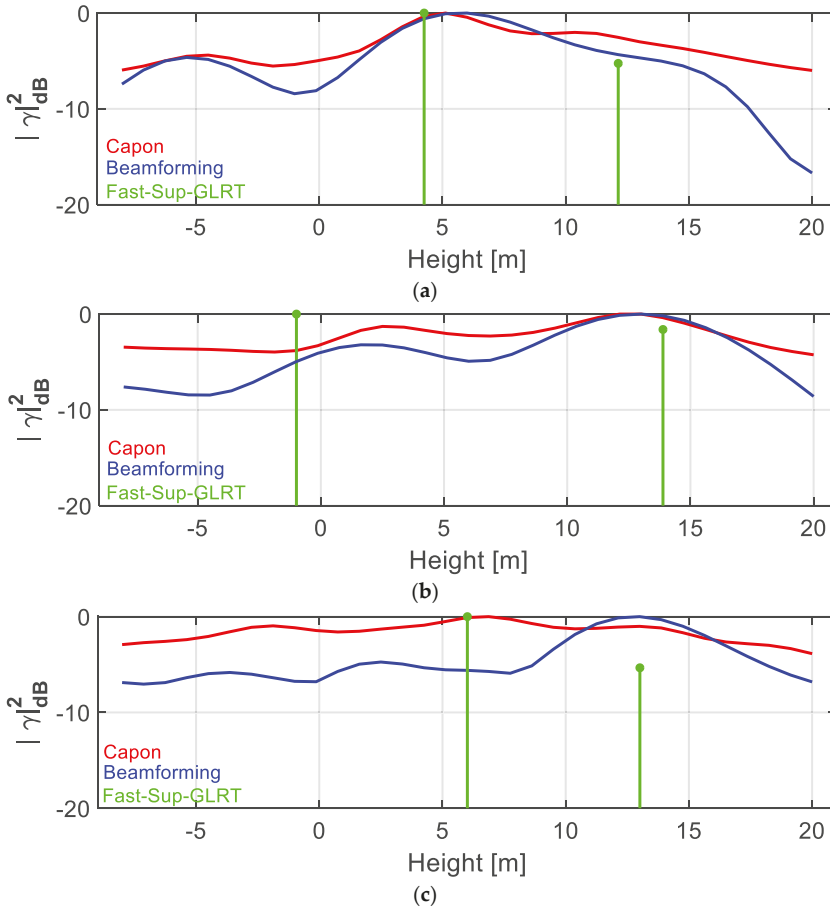 0
-10
-20
| γ|²dB
Capon
Beamforming
Fast-Sup-GLRT
-5 0 5 10 15 20
Height [m]
(a)
0
-10
-20
| γ|²dB
Capon
Beamforming
Fast-Sup-GLRT
-5 0 5 10 15 20
Height [m]
(b)
0
-10
-20
| γ|²dB
Capon
Beamforming
Fast-Sup-GLRT
-5 0 5 10 15 20
Height [m]
(c)